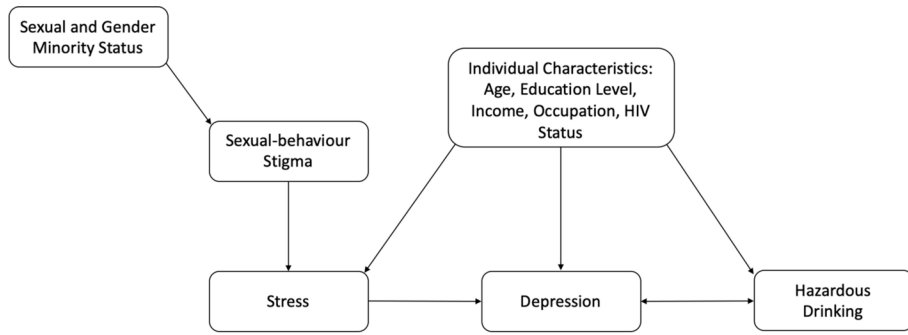 Sexual and Gender
Minority Status
Individual Characteristics:
Age, Education Level,
Income, Occupation, HIV
Status
Sexual-behaviour
Stigma
Stress
Depression
Hazardous
Drinking